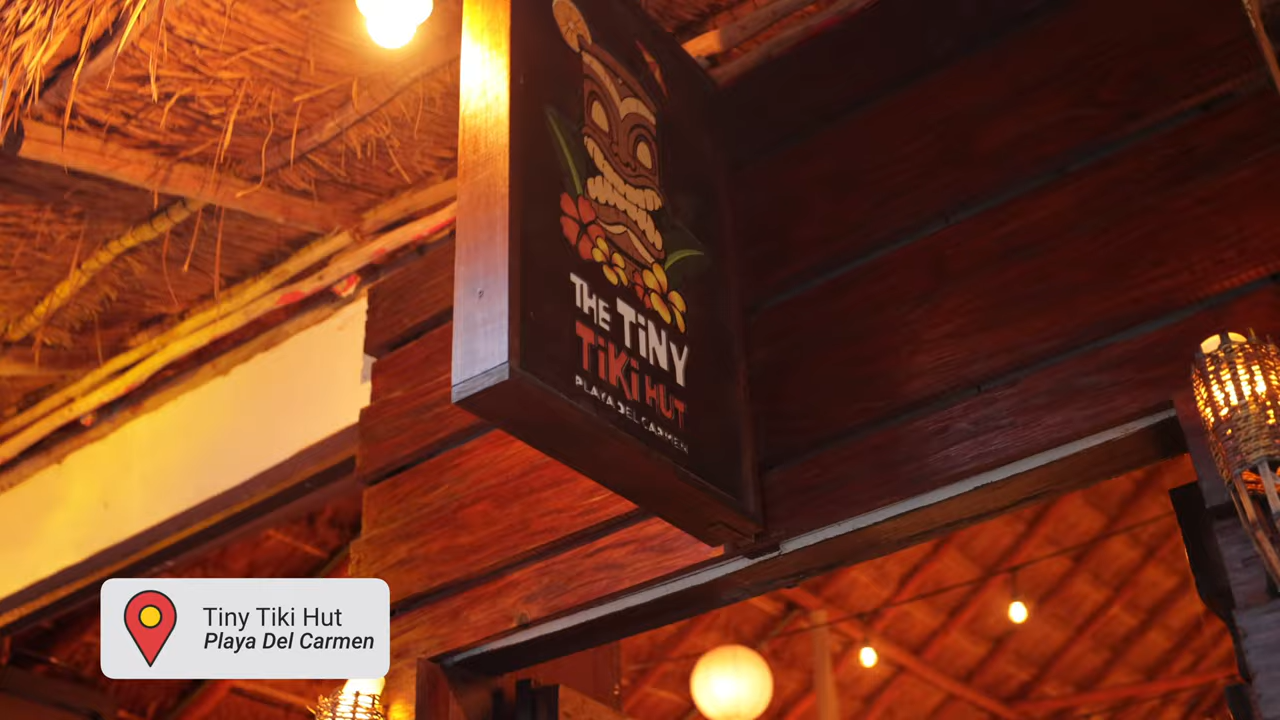 THE TiNY
TiKi HUT
PLAYA DEL CARMEN
Tiny Tiki Hut
Playa Del Carmen